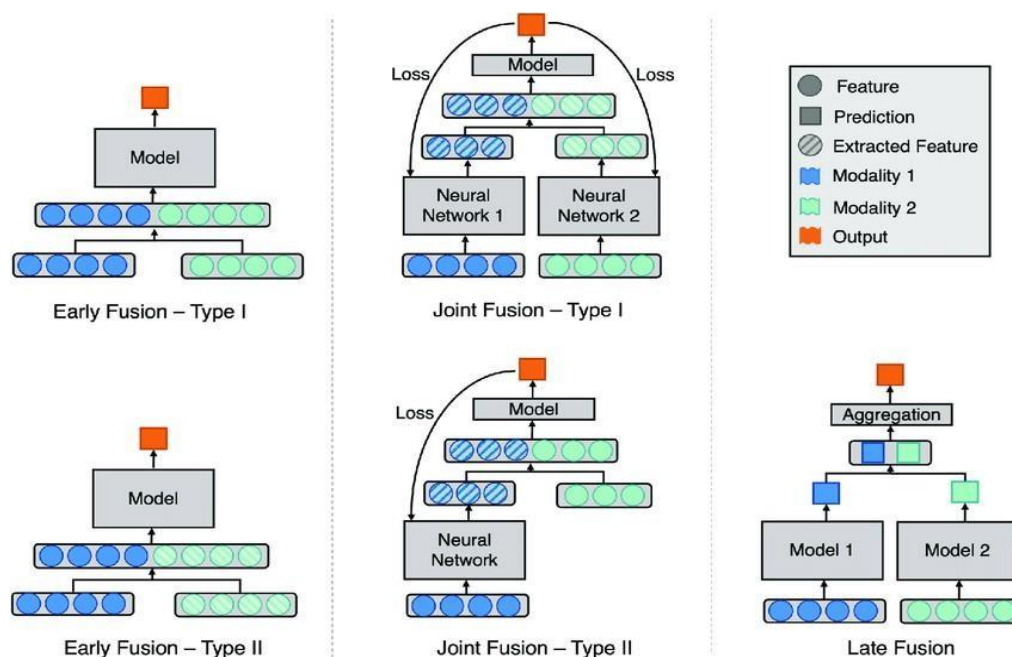 Model
Early Fusion – Type I
Loss
Loss
Model
Neural
Network 1
Neural
Network 2
Joint Fusion – Type I
Feature
Prediction
Extracted Feature
Modality 1
Modality 2
Output
Model
Early Fusion – Type II
Loss
Model
Neural
Network
Joint Fusion – Type II
Aggregation
Model 1
Model 2
Late Fusion